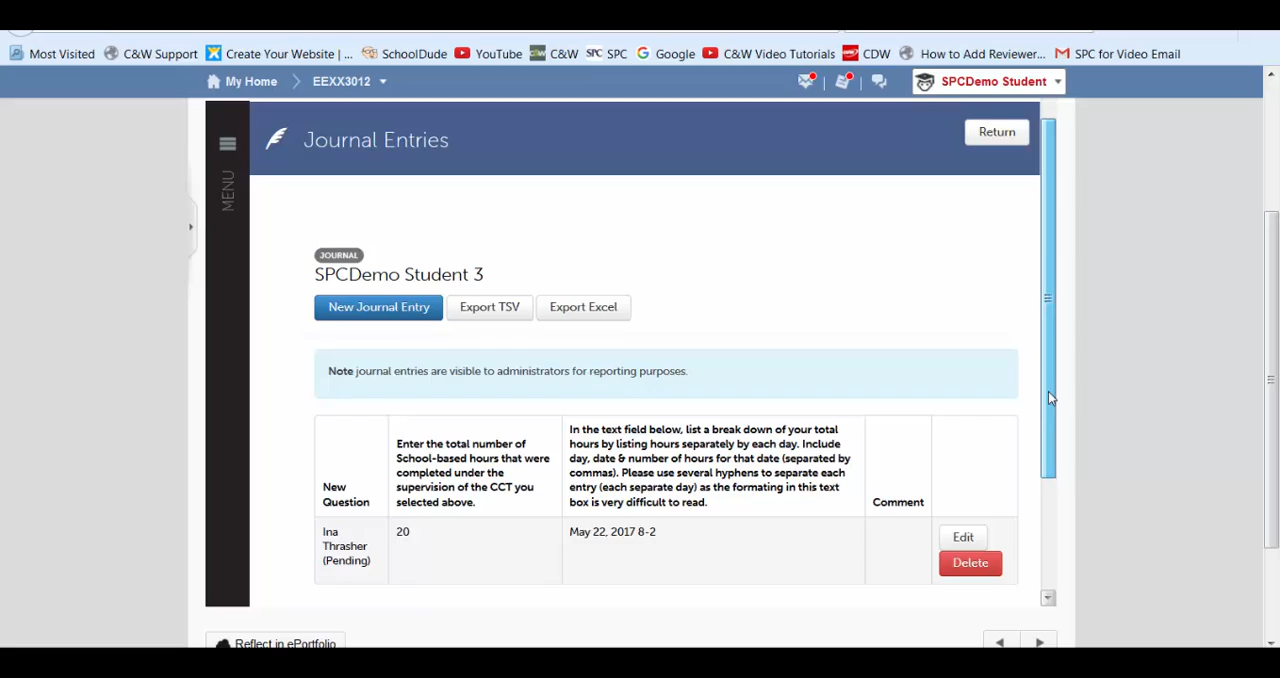 Most Visited C&W Support Create Your Website | ... SchoolDude YouTube C&W SPC Google C&W Video Tutorials CDW How to Add Reviewer... SPC for Video Email
My Home EEXX3012 SPCDemo Student
MENU
Journal Entries
Return
JOURNAL
SPCDemo Student 3
New Journal Entry Export TSV Export Excel
Note journal entries are visible to administrators for reporting purposes.
New
Question
Enter the total number of
School-based hours that were
completed under the
supervision of the CCT you
selected above.
In the text field below, list a break down of your total
hours by listing hours separately by each day. Include
day, date & number of hours for that date (separated by
commas). Please use several hyphens to separate each
entry (each separate day) as the formating in this text
box is very difficult to read.
Comment
Ina
Thrasher
(Pending)
20
May 22, 2017 8-2
Edit
Delete
Reflect in ePortfolio